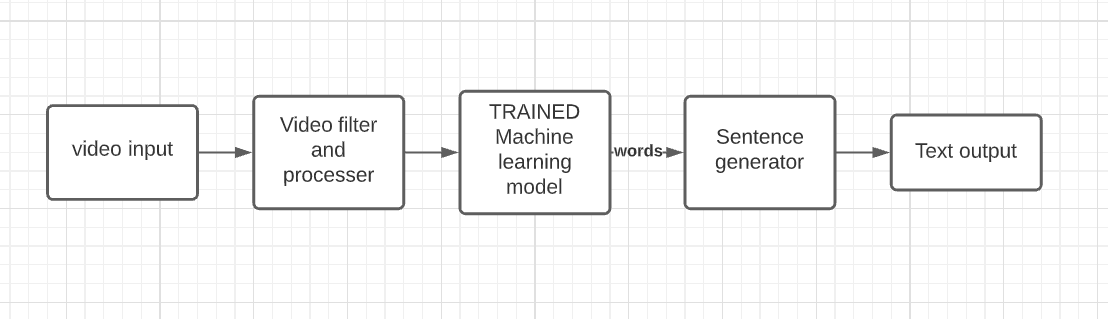 video input
Video filter
and
processer
TRAINED
Machine
learning
model
words
Sentence
generator
Text output